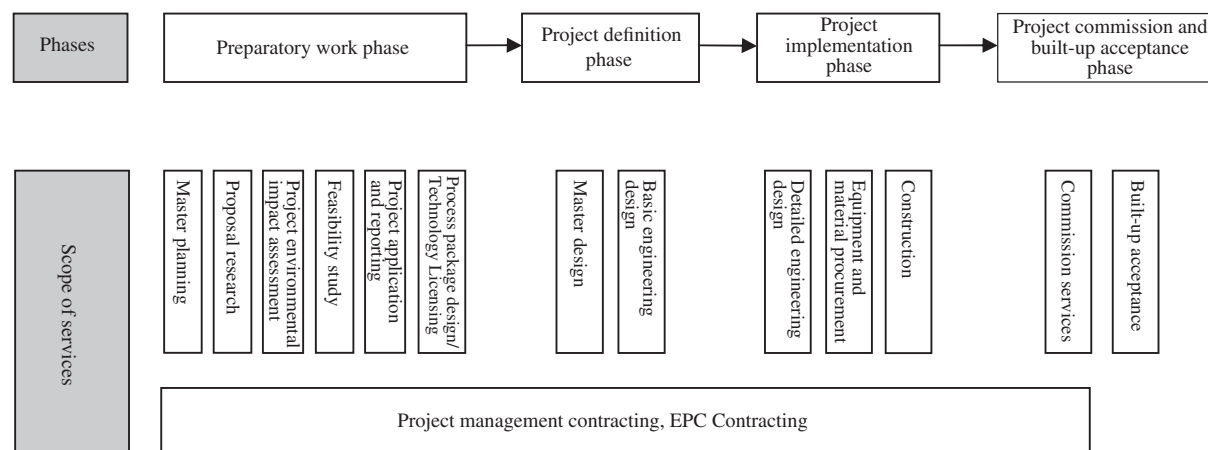 Phases
Preparatory work phase
Project definition
phase
Project
implementation
phase
Project commission and
built-up acceptance
phase
Scope of services
Master planning
Proposal research
Project environmental
impact assessment
Feasibility study
Project application
and reporting
Process package design/
Technology Licensing
Master design
Basic engineering
design
Detailed engineering
design
Equipment and
material procurement
Construction
Commission services
Built-up acceptance
Project management contracting, EPC Contracting